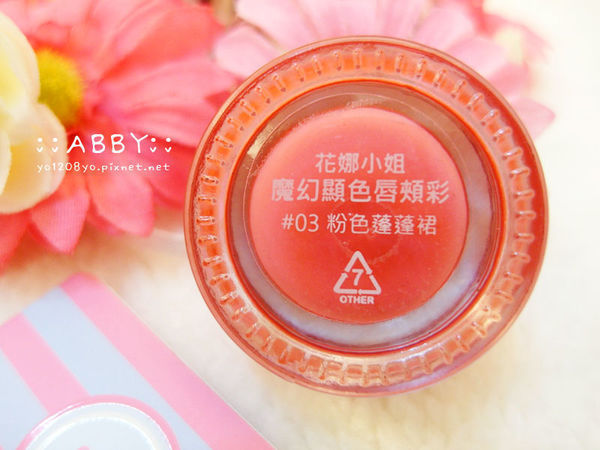 ::ABBY::
yo1208yo.pixnet.net
花娜小姐
魔幻顯色唇頰彩
#03 粉色蓬蓬裙
7
OTHER